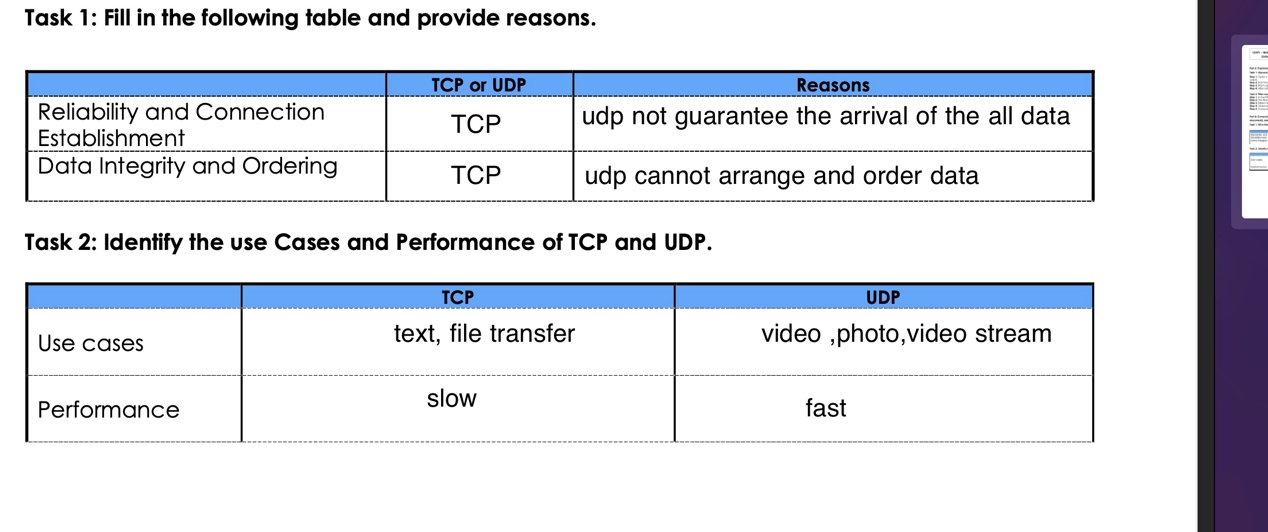 Task 1: Fill in the following table and provide reasons.
TCP or UDP
Reasons
Reliability and Connection
Establishment
TCP
udp not guarantee the arrival of the all data
Data Integrity and Ordering
TCP
udp cannot arrange and order data
Task 2: Identify the use Cases and Performance of TCP and UDP.
TCP
UDP
Use cases
text, file transfer
video ,photo,video stream
Performance
slow
fast